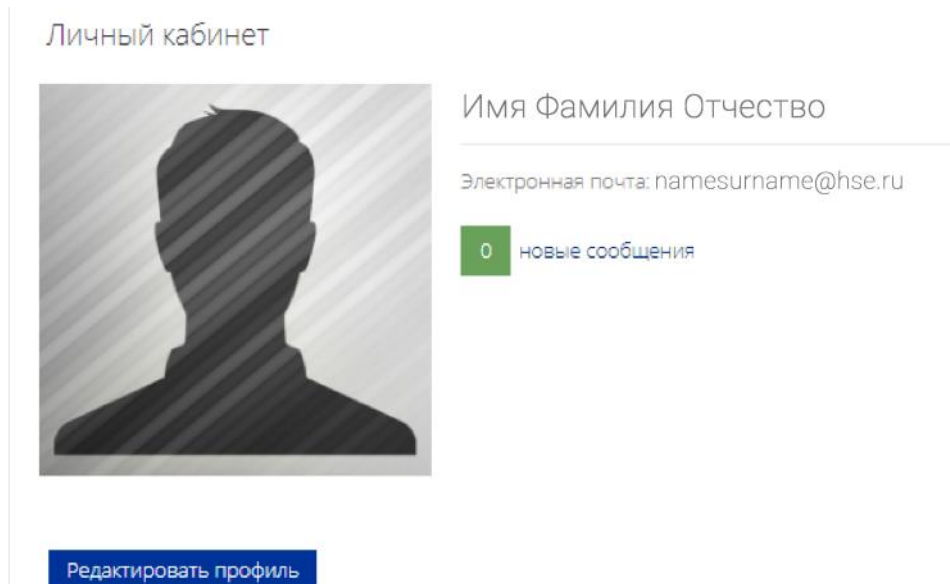 Личный кабинет
Имя Фамилия Отчество
Электронная почта: namesurname@hse.ru
0 новые сообщения
Редактировать профиль